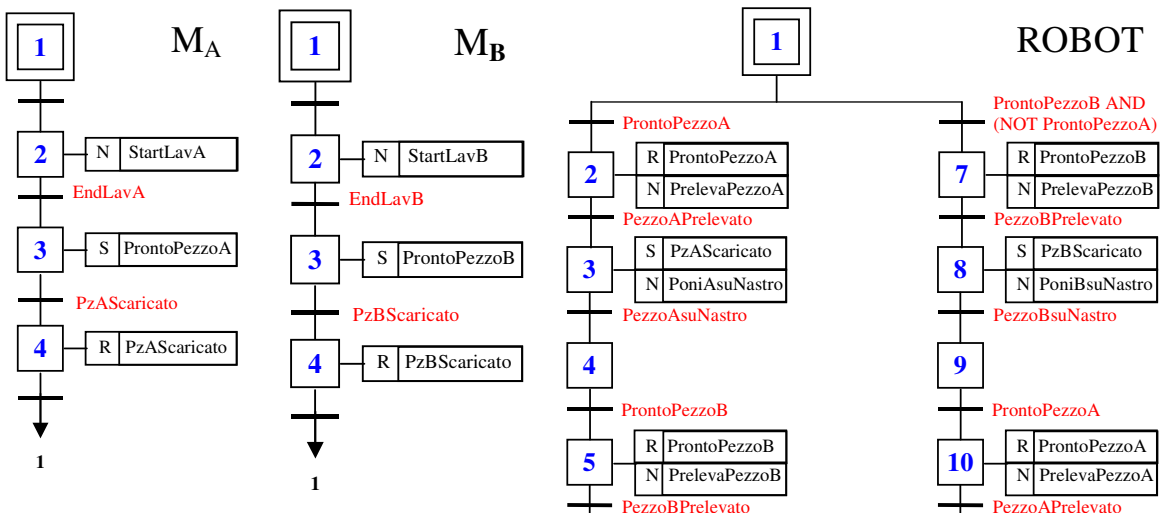 1
M_A
2
N StartLavA
EndLavA
3
S ProntoPezzoA
PzAScaricato
4
R PzAScaricato
1
1
M_B
2
N StartLavB
EndLavB
3
S ProntoPezzoB
PzBScaricato
4
R PzBScaricato
1
1
ROBOT
ProntoPezzoA
2
R ProntoPezzoA
N PrelevaPezzoA
PezzoAPrelevato
3
S PzAScaricato
N PoniAsuNastro
PezzoAsuNastro
4
ProntoPezzoB
5
R ProntoPezzoB
N PrelevaPezzoB
PezzoBPrelevato
ProntoPezzoB AND
(NOT ProntoPezzoA)
7
R ProntoPezzoB
N PrelevaPezzoB
PezzoBPrelevato
8
S PzBScaricato
N PoniBsuNastro
PezzoBsuNastro
9
ProntoPezzoA
10
R ProntoPezzoA
N PrelevaPezzoA
PezzoAPrelevato